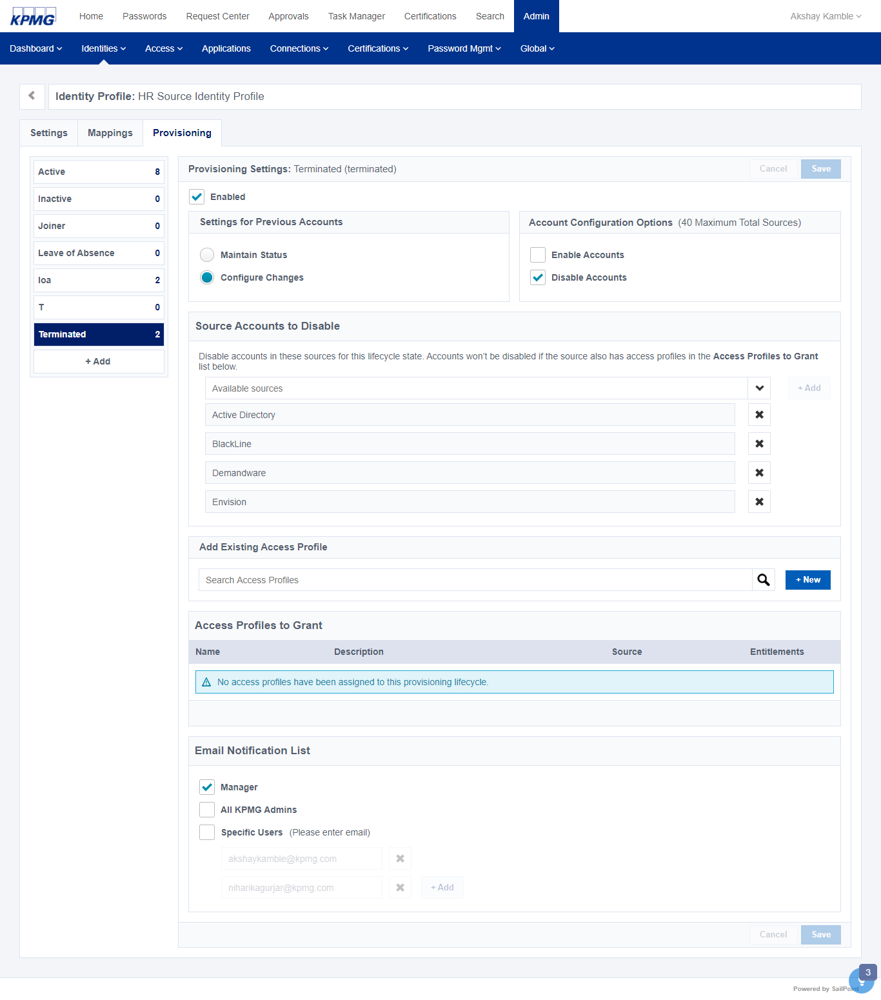 KPMG Home Passwords Request Center Approvals Task Manager Certifications Search Admin Akshay Kamble
Dashboard Identities Access Applications Connections Certifications Password Mgmt Global
Identity Profile: HR Source Identity Profile
Settings Mappings Provisioning
Active 8
Inactive 0
Joiner 0
Leave of Absence 0
loa 2
T 0
Terminated 2
+ Add
Provisioning Settings: Terminated (terminated) Cancel Save
Enabled
Settings for Previous Accounts
Maintain Status
Configure Changes
Account Configuration Options (40 Maximum Total Sources)
Enable Accounts
Disable Accounts
Source Accounts to Disable
Disable accounts in these sources for this lifecycle state. Accounts won't be disabled if the source also has access profiles in the Access Profiles to Grant
list below.
Available sources + Add
Active Directory
BlackLine
Demandware
Envision
Add Existing Access Profile
Search Access Profiles + New
Access Profiles to Grant
Name Description Source Entitlements
No access profiles have been assigned to this provisioning lifecycle.
Email Notification List
Manager
All KPMG Admins
Specific Users (Please enter email)
akshaykamble@kpmg.com
niharikagurjar@kpmg.com + Add
Cancel Save
3
Powered by SailPoint